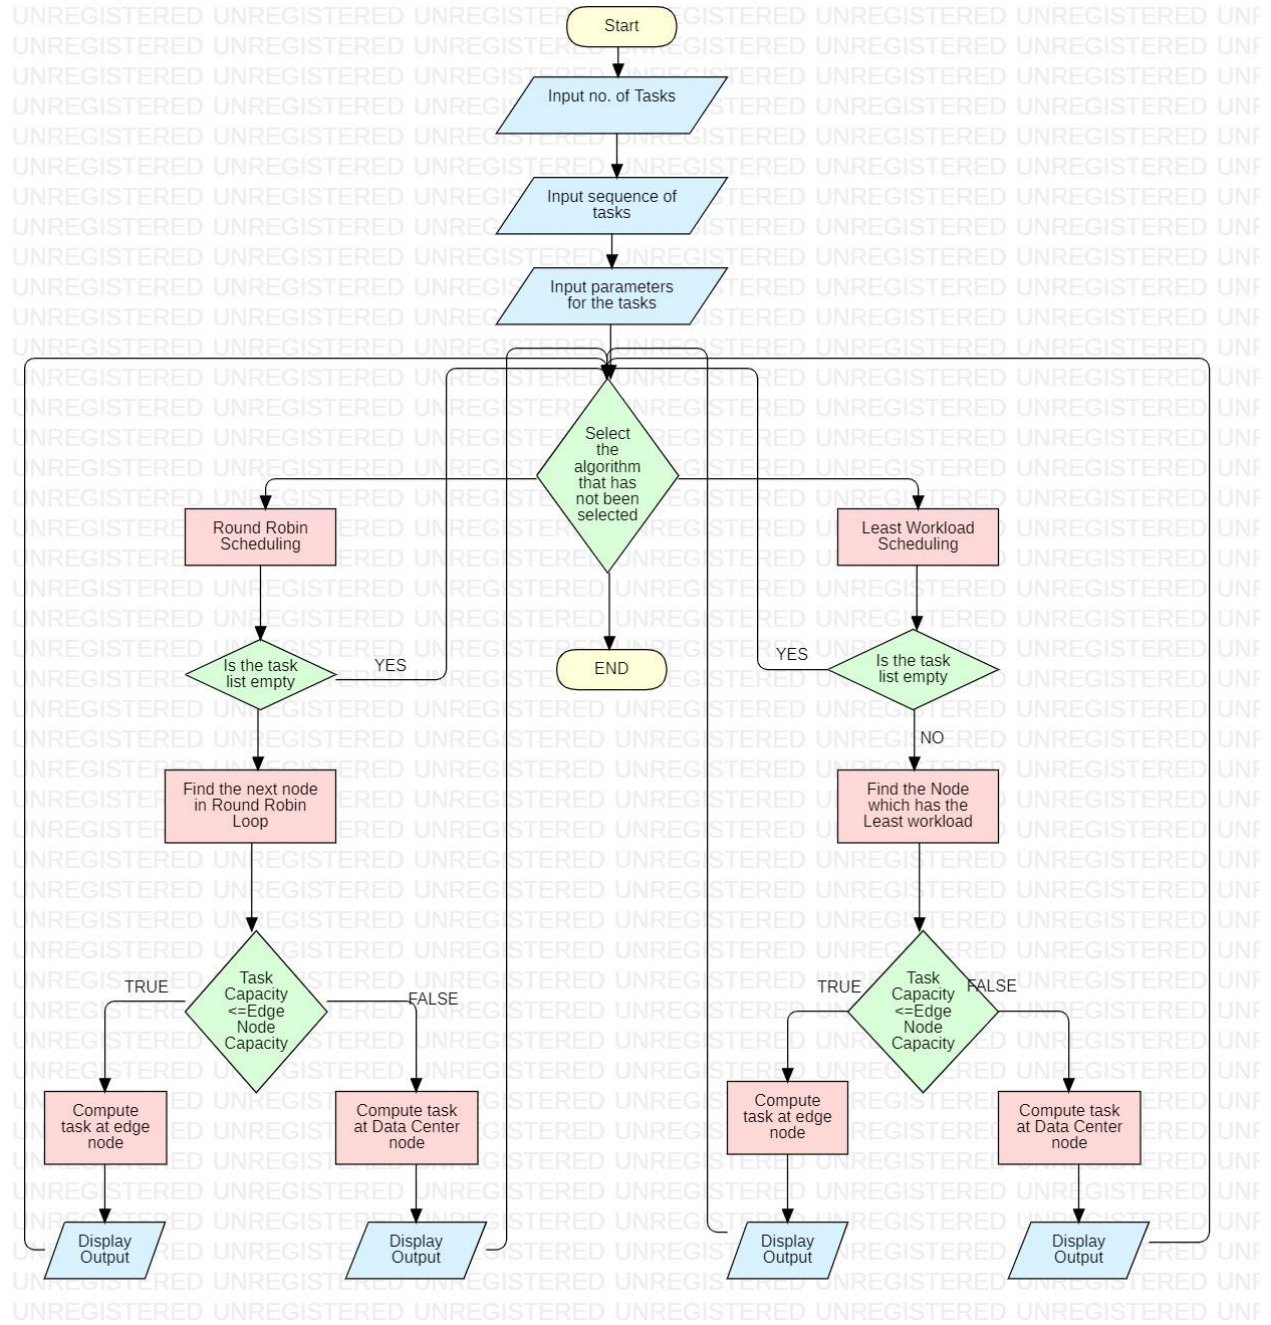 Start
Input no. of Tasks
Input sequence of
tasks
Input parameters
for the tasks
Select
the
algorithm
that has
not been
selected
Round Robin
Scheduling
Least Workload
Scheduling
Is the task
list empty
YES
END
YES
Is the task
list empty
NO
Find the next node
in Round Robin
Loop
Find the Node
which has the
Least workload
TRUE
Task
Capacity
<=Edge
Node
Capacity
FALSE
TRUE
Task
Capacity
<=Edge
Node
Capacity
FALSE
Compute
task at edge
node
Compute task
at Data Center
node
Compute
task at edge
node
Compute task
at Data Center
node
Display
Output
Display
Output
Display
Output
Display
Output
UNREGISTERED